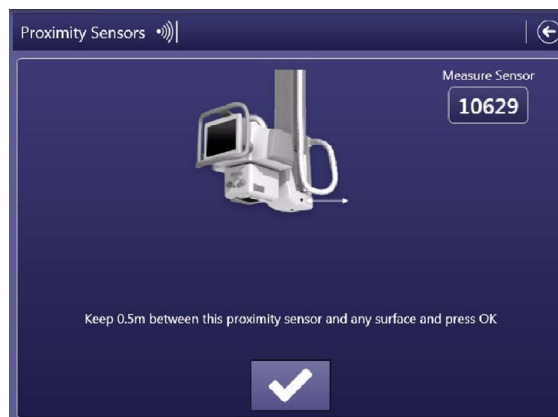 Proximity Sensors
Measure Sensor
10629
Keep 0.5m between this proximity sensor and any surface and press OK